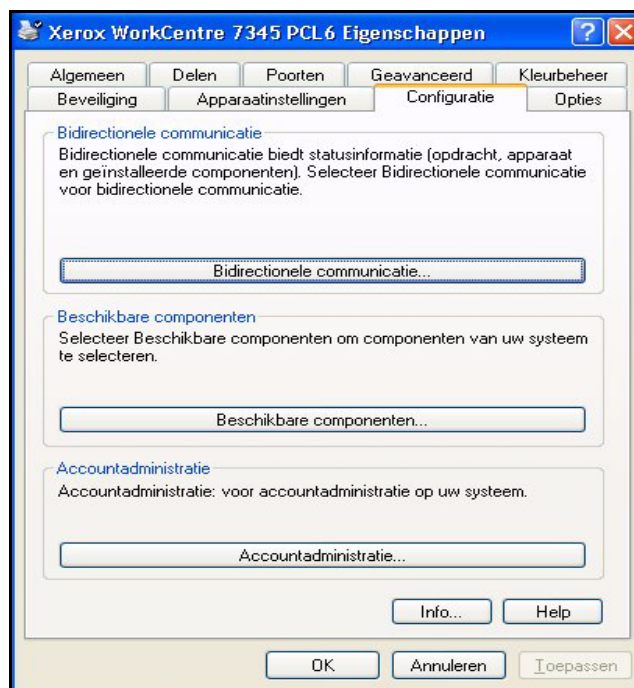 Xerox WorkCentre 7345 PCL6 Eigenschappen
Algemeen Delen Poorten Geavanceerd Kleurbeheer
Beveiliging Apparaatinstellingen Configuratie Opties
Bidirectionele communicatie
Bidirectionele communicatie biedt statusinformatie (opdracht, apparaat
en geïnstalleerde componenten). Selecteer Bidirectionele communicatie
voor bidirectionele communicatie.
Bidirectionele communicatie...
Beschikbare componenten
Selecteer Beschikbare componenten om componenten van uw systeem
te selecteren.
Beschikbare componenten...
Accountadministratie
Accountadministratie: voor accountadministratie op uw systeem.
Accountadministratie...
Info... Help
OK Annuleren Toepassen